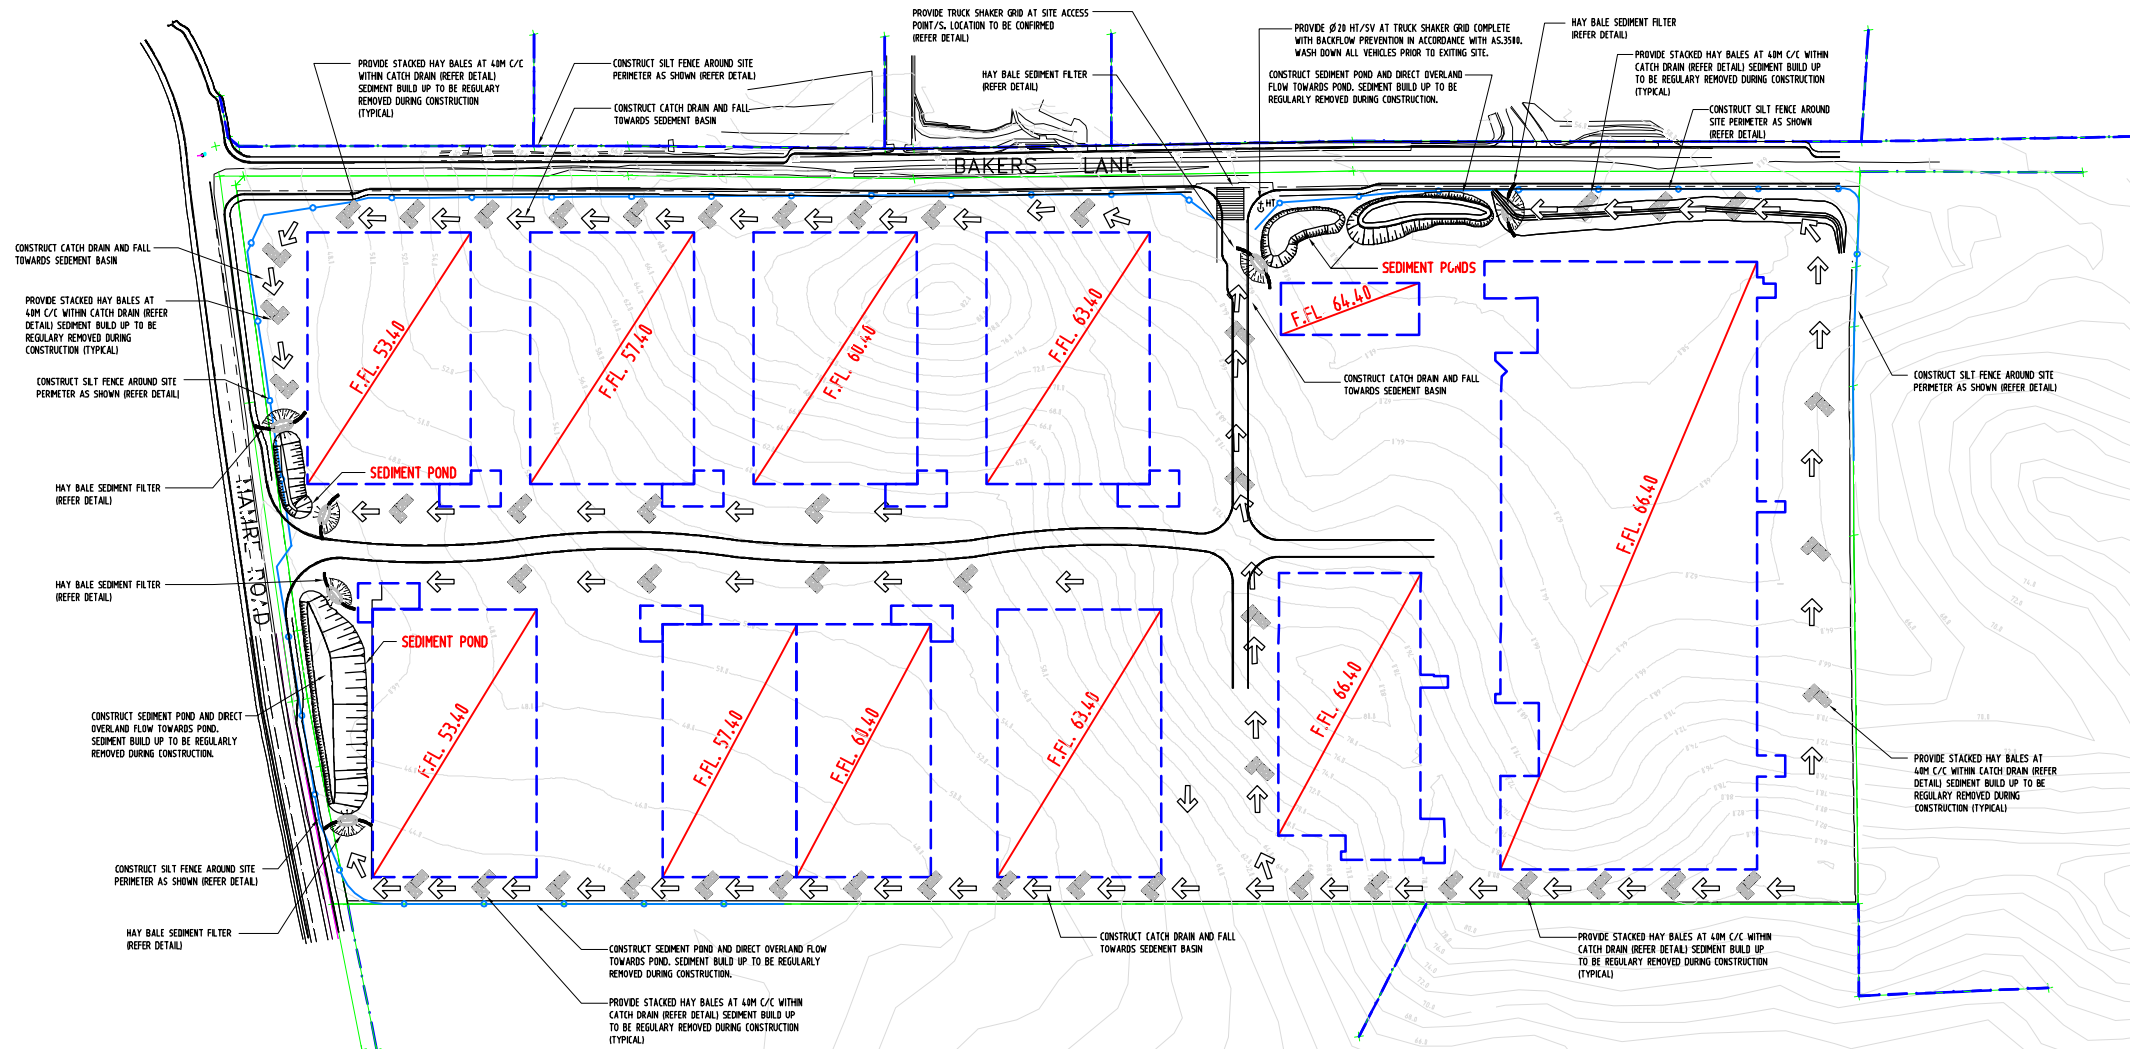 PROVIDE TRUCK SHAKER GRID AT SITE ACCESS
POINT/S. LOCATION TO BE CONFIRMED
(REFER DETAIL)
PROVIDE Ø20 HT/SV AT TRUCK SHAKER GRID COMPLETE
WITH BACKFLOW PREVENTION IN ACCORDANCE WITH AS.3500.
WASH DOWN ALL VEHICLES PRIOR TO EXITING SITE.
HAY BALE SEDIMENT FILTER
(REFER DETAIL)
PROVIDE STACKED HAY BALES AT 40M C/C
WITHIN CATCH DRAIN (REFER DETAIL)
SEDIMENT BUILD UP TO BE REGULARY
REMOVED DURING CONSTRUCTION
(TYPICAL)
CONSTRUCT SILT FENCE AROUND SITE
PERIMETER AS SHOWN (REFER DETAIL)
CONSTRUCT CATCH DRAIN AND FALL
TOWARDS SEDEMENT BASIN
HAY BALE SEDIMENT FILTER
(REFER DETAIL)
CONSTRUCT SEDIMENT POND AND DIRECT OVERLAND
FLOW TOWARDS POND. SEDIMENT BUILD UP TO BE
REGULARLY REMOVED DURING CONSTRUCTION.
PROVIDE STACKED HAY BALES AT 40M C/C WITHIN
CATCH DRAIN (REFER DETAIL) SEDIMENT BUILD UP
TO BE REGULARY REMOVED DURING CONSTRUCTION
(TYPICAL)
CONSTRUCT SILT FENCE AROUND
SITE PERIMETER AS SHOWN
(REFER DETAIL)
BAKERS LANE
HT
CONSTRUCT CATCH DRAIN AND FALL
TOWARDS SEDEMENT BASIN
PROVIDE STACKED HAY BALES AT
40M C/C WITHIN CATCH DRAIN (REFER
DETAIL) SEDIMENT BUILD UP TO BE
REGULARY REMOVED DURING
CONSTRUCTION (TYPICAL)
CONSTRUCT SILT FENCE AROUND SITE
PERIMETER AS SHOWN (REFER DETAIL)
SEDIMENT PONDS
F.FL. 64.40
F.FL. 53.40
F.FL. 57.40
F.FL. 60.40
F.FL. 63.40
CONSTRUCT CATCH DRAIN AND FALL
TOWARDS SEDEMENT BASIN
CONSTRUCT SILT FENCE AROUND SITE
PERIMETER AS SHOWN (REFER DETAIL)
SEDIMENT POND
HAY BALE SEDIMENT FILTER
(REFER DETAIL)
F.FL. 66.40
ROAD
HAY BALE SEDIMENT FILTER
(REFER DETAIL)
SEDIMENT POND
F.FL. 53.40
F.FL. 57.40
F.FL. 60.40
F.FL. 63.40
F.FL. 66.40
CONSTRUCT SEDIMENT POND AND DIRECT
OVERLAND FLOW TOWARDS POND.
SEDIMENT BUILD UP TO BE REGULARLY
REMOVED DURING CONSTRUCTION.
PROVIDE STACKED HAY BALES AT
40M C/C WITHIN CATCH DRAIN (REFER
DETAIL) SEDIMENT BUILD UP TO BE
REGULARY REMOVED DURING
CONSTRUCTION (TYPICAL)
CONSTRUCT SILT FENCE AROUND SITE
PERIMETER AS SHOWN (REFER DETAIL)
HAY BALE SEDIMENT FILTER
(REFER DETAIL)
CONSTRUCT SEDIMENT POND AND DIRECT OVERLAND FLOW
TOWARDS POND. SEDIMENT BUILD UP TO BE REGULARLY
REMOVED DURING CONSTRUCTION.
CONSTRUCT CATCH DRAIN AND FALL
TOWARDS SEDEMENT BASIN
PROVIDE STACKED HAY BALES AT 40M C/C WITHIN
CATCH DRAIN (REFER DETAIL) SEDIMENT BUILD UP
TO BE REGULARY REMOVED DURING CONSTRUCTION
(TYPICAL)
PROVIDE STACKED HAY BALES AT 40M C/C WITHIN
CATCH DRAIN (REFER DETAIL) SEDIMENT BUILD UP
TO BE REGULARY REMOVED DURING CONSTRUCTION
(TYPICAL)